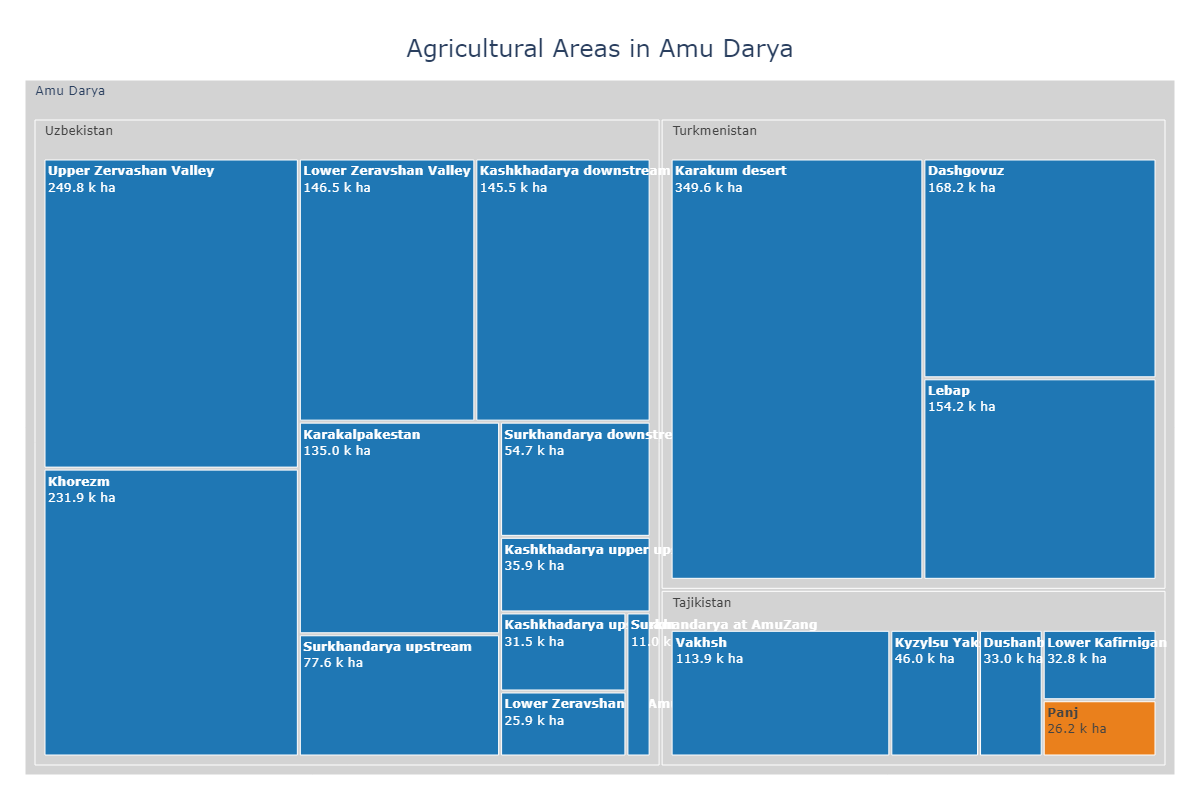 Agricultural Areas in Amu Darya
Amu Darya
Uzbekistan
Turkmenistan
Upper Zervashan Valley
249.8 k ha
Lower Zeravshan Valley
146.5 k ha
Kashkhadarya downstream
145.5 k ha
Karakum desert
349.6 k ha
Dashgovuz
168.2 k ha
Lebap
154.2 k ha
Karakalpakestan
135.0 k ha
Surkhandarya downstre
54.7 k ha
Khorezm
231.9 k ha
Kashkhadarya upper up
35.9 k ha
Kashkhadarya up
31.5 k ha
Surkhandarya at AmuZang
11.0 k
Surkhandarya upstream
77.6 k ha
Lower Zeravshan Am
25.9 k ha
Tajikistan
Vakhsh
113.9 k ha
Kyzylsu Yak
46.0 k ha
Dushanb
33.0 k ha
Lower Kafirnigan
32.8 k ha
Panj
26.2 k ha